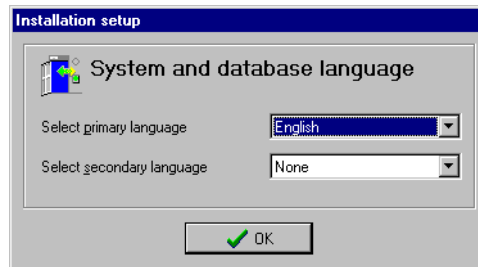 Installation setup
System and database language
Select primary language
English
Select secondary language
None
OK